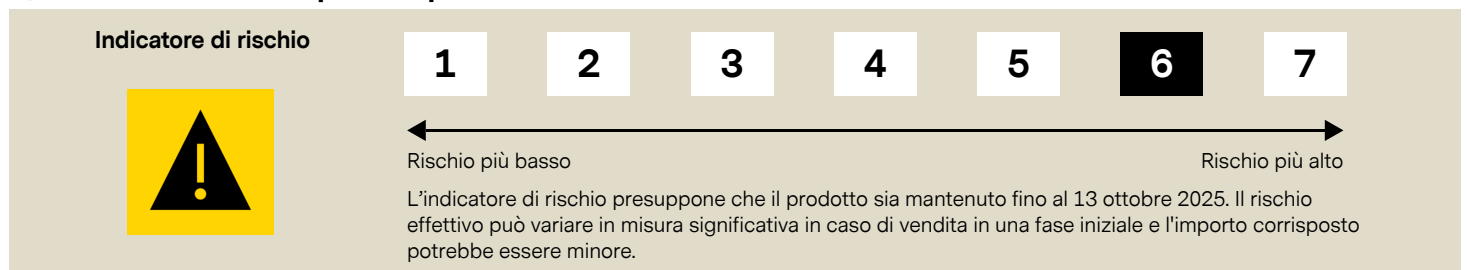 Indicatore di rischio
1 2 3 4 5 6 7
Rischio più basso Rischio più alto
L'indicatore di rischio presuppone che il prodotto sia mantenuto fino al 13 ottobre 2025. Il rischio
effettivo può variare in misura significativa in caso di vendita in una fase iniziale e l'importo corrisposto
potrebbe essere minore.